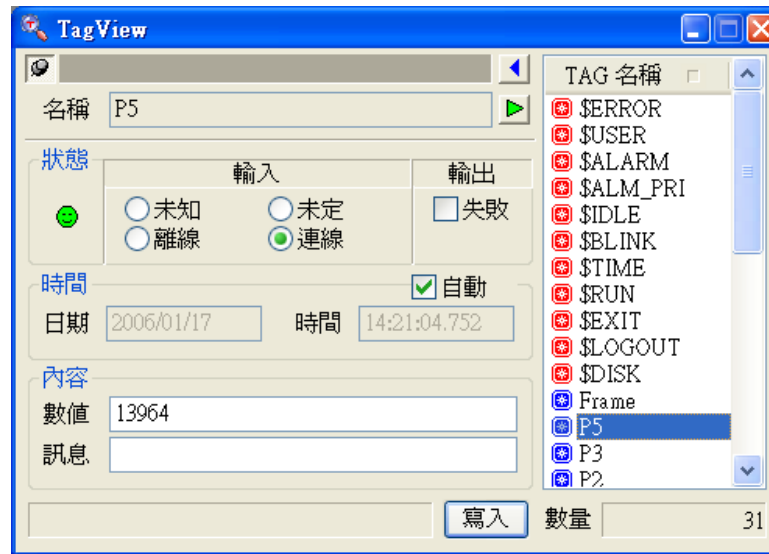 TagView
名稱 P5
狀態
輸入 輸出
未知 未定 失敗
離線 連線
時間 自動
日期 2006/01/17 時間 14:21:04.752
內容
數值 13964
訊息
寫入
TAG 名稱
$ERROR
$USER
$ALARM
$ALM_PRI
$IDLE
$BLINK
$TIME
$RUN
$EXIT
$LOGOUT
$DISK
Frame
P5
P3
P2
數量 31